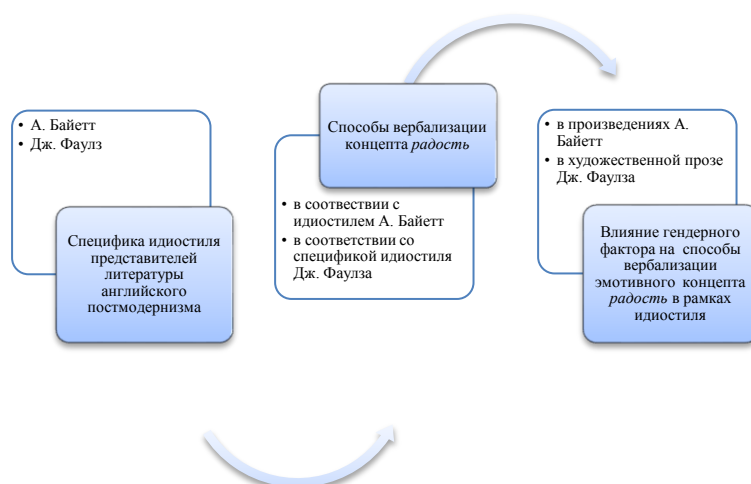 • А. Байетт
• Дж. Фаулз
Специфика идиостиля
представителей
литературы
английского
постмодернизма
Способы вербализации
концепта радость
• в соотвествии с
идиостилем А. Байетт
• в соответствии со
спецификой идиостиля
Дж. Фаулза
• в произведениях А.
Байетт
• в художественной прозе
Дж. Фаулза
Влияние гендерного
фактора на способы
вербализации
эмотивного концепта
радость в рамках
идиостиля